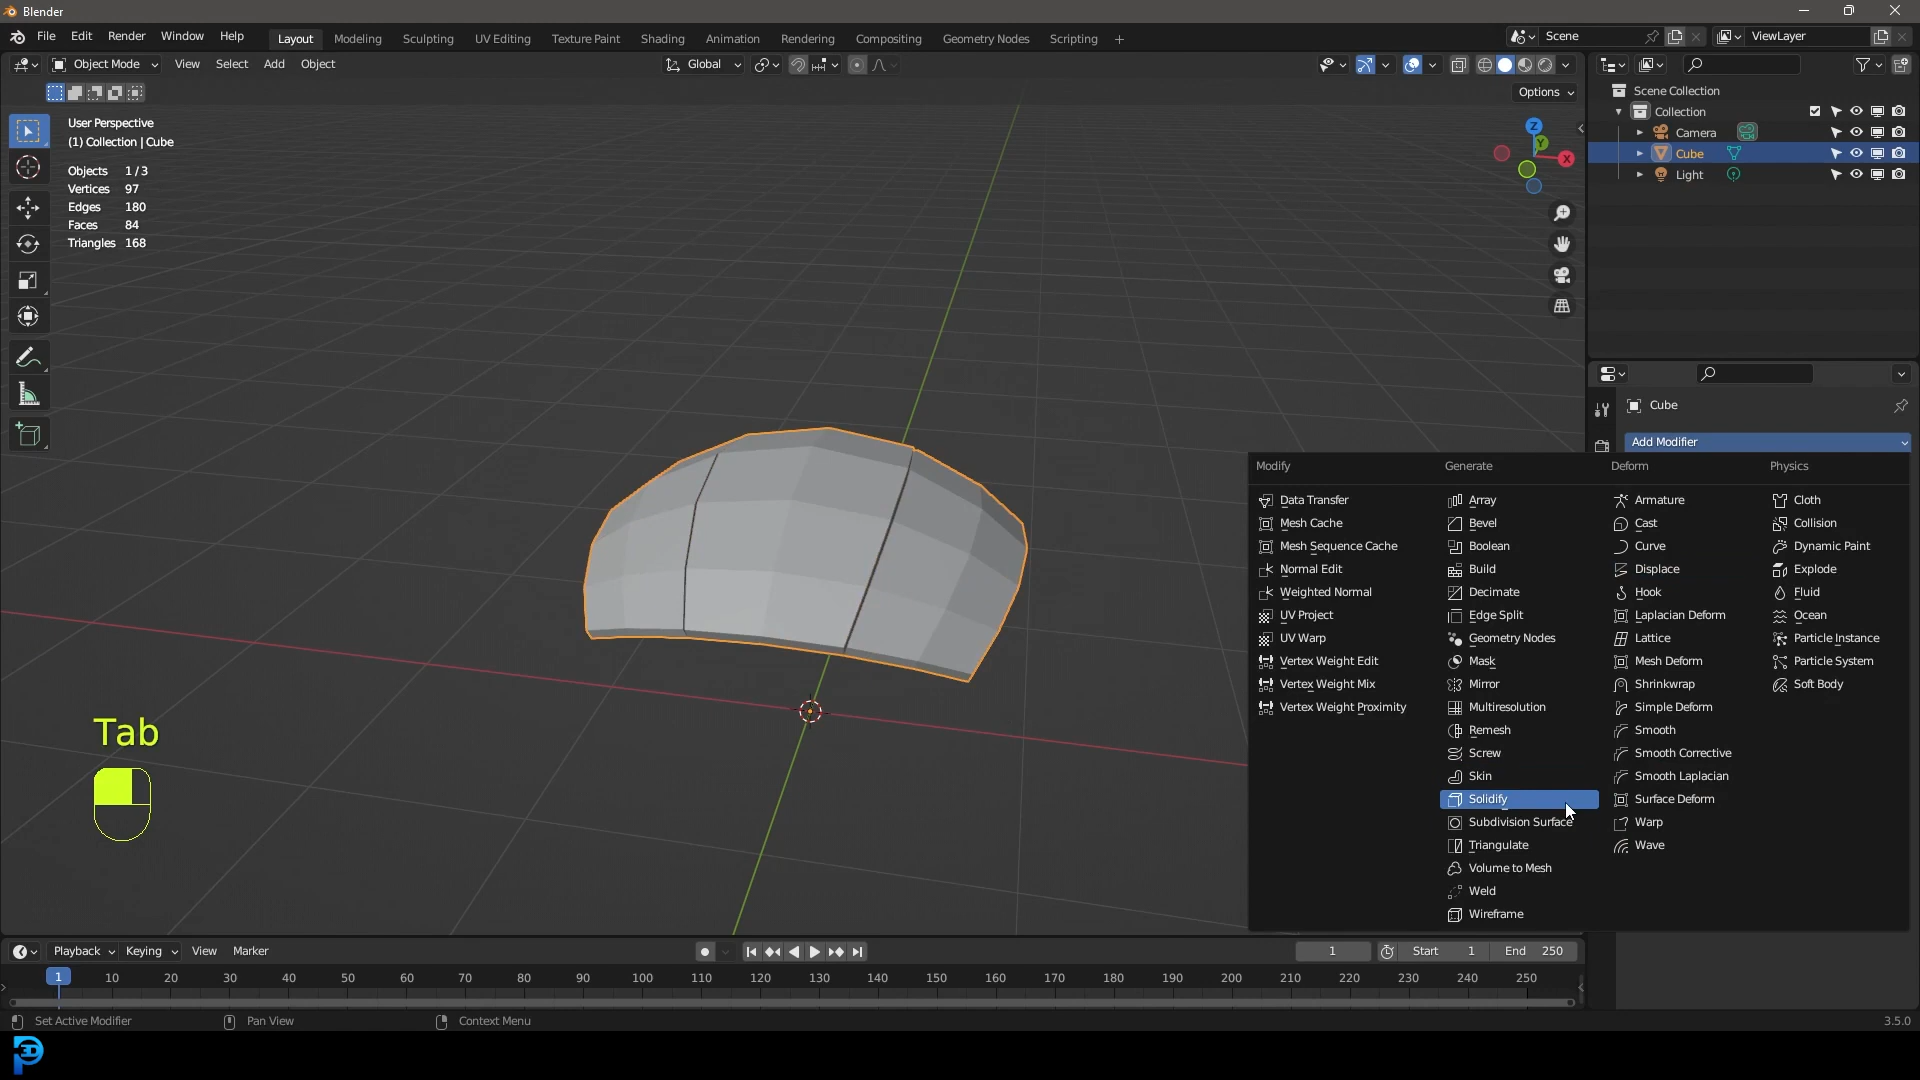 Blender
File Edit Render Window Help Layout Modeling Sculpting UV Editing Texture Paint Shading Animation Rendering Compositing Geometry Nodes Scripting + Scene ViewLayer
Object Mode View Select Add Object Global
Options
User Perspective
(1) Collection | Cube
Objects 1/3
Vertices 97
Edges 180
Faces 84
Triangles 168
Z
Y
X
Scene Collection
Collection
Camera
Cube
Light
Cube
Add Modifier
Modify Generate Deform Physics
Data Transfer Array Armature Cloth
Mesh Cache Bevel Cast Collision
Mesh Sequence Cache Boolean Curve Dynamic Paint
Normal Edit Build Displace Explode
Weighted Normal Decimate Hook Fluid
UV Project Edge Split Laplacian Deform Ocean
UV Warp Geometry Nodes Lattice Particle Instance
Vertex Weight Edit Mask Mesh Deform Particle System
Vertex Weight Mix Mirror Shrinkwrap Soft Body
Vertex Weight Proximity Multiresolution Simple Deform
Remesh Smooth
Screw Smooth Corrective
Skin Smooth Laplacian
Solidify Surface Deform
Subdivision Surface Warp
Triangulate Wave
Volume to Mesh
Weld
Wireframe
Tab
Playback Keying View Marker 1 Start 1 End 250
1 10 20 30 40 50 60 70 80 90 100 110 120 130 140 150 160 170 180 190 200 210 220 230 240 250
Set Active Modifier Pan View Context Menu 3.5.0
3D